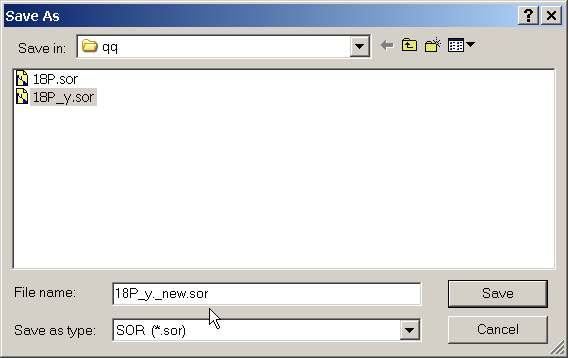 Save As
Save in: qq
18P.sor
18P_y.sor
File name: 18P_y._new.sor Save
Save as type: SOR (*.sor) Cancel